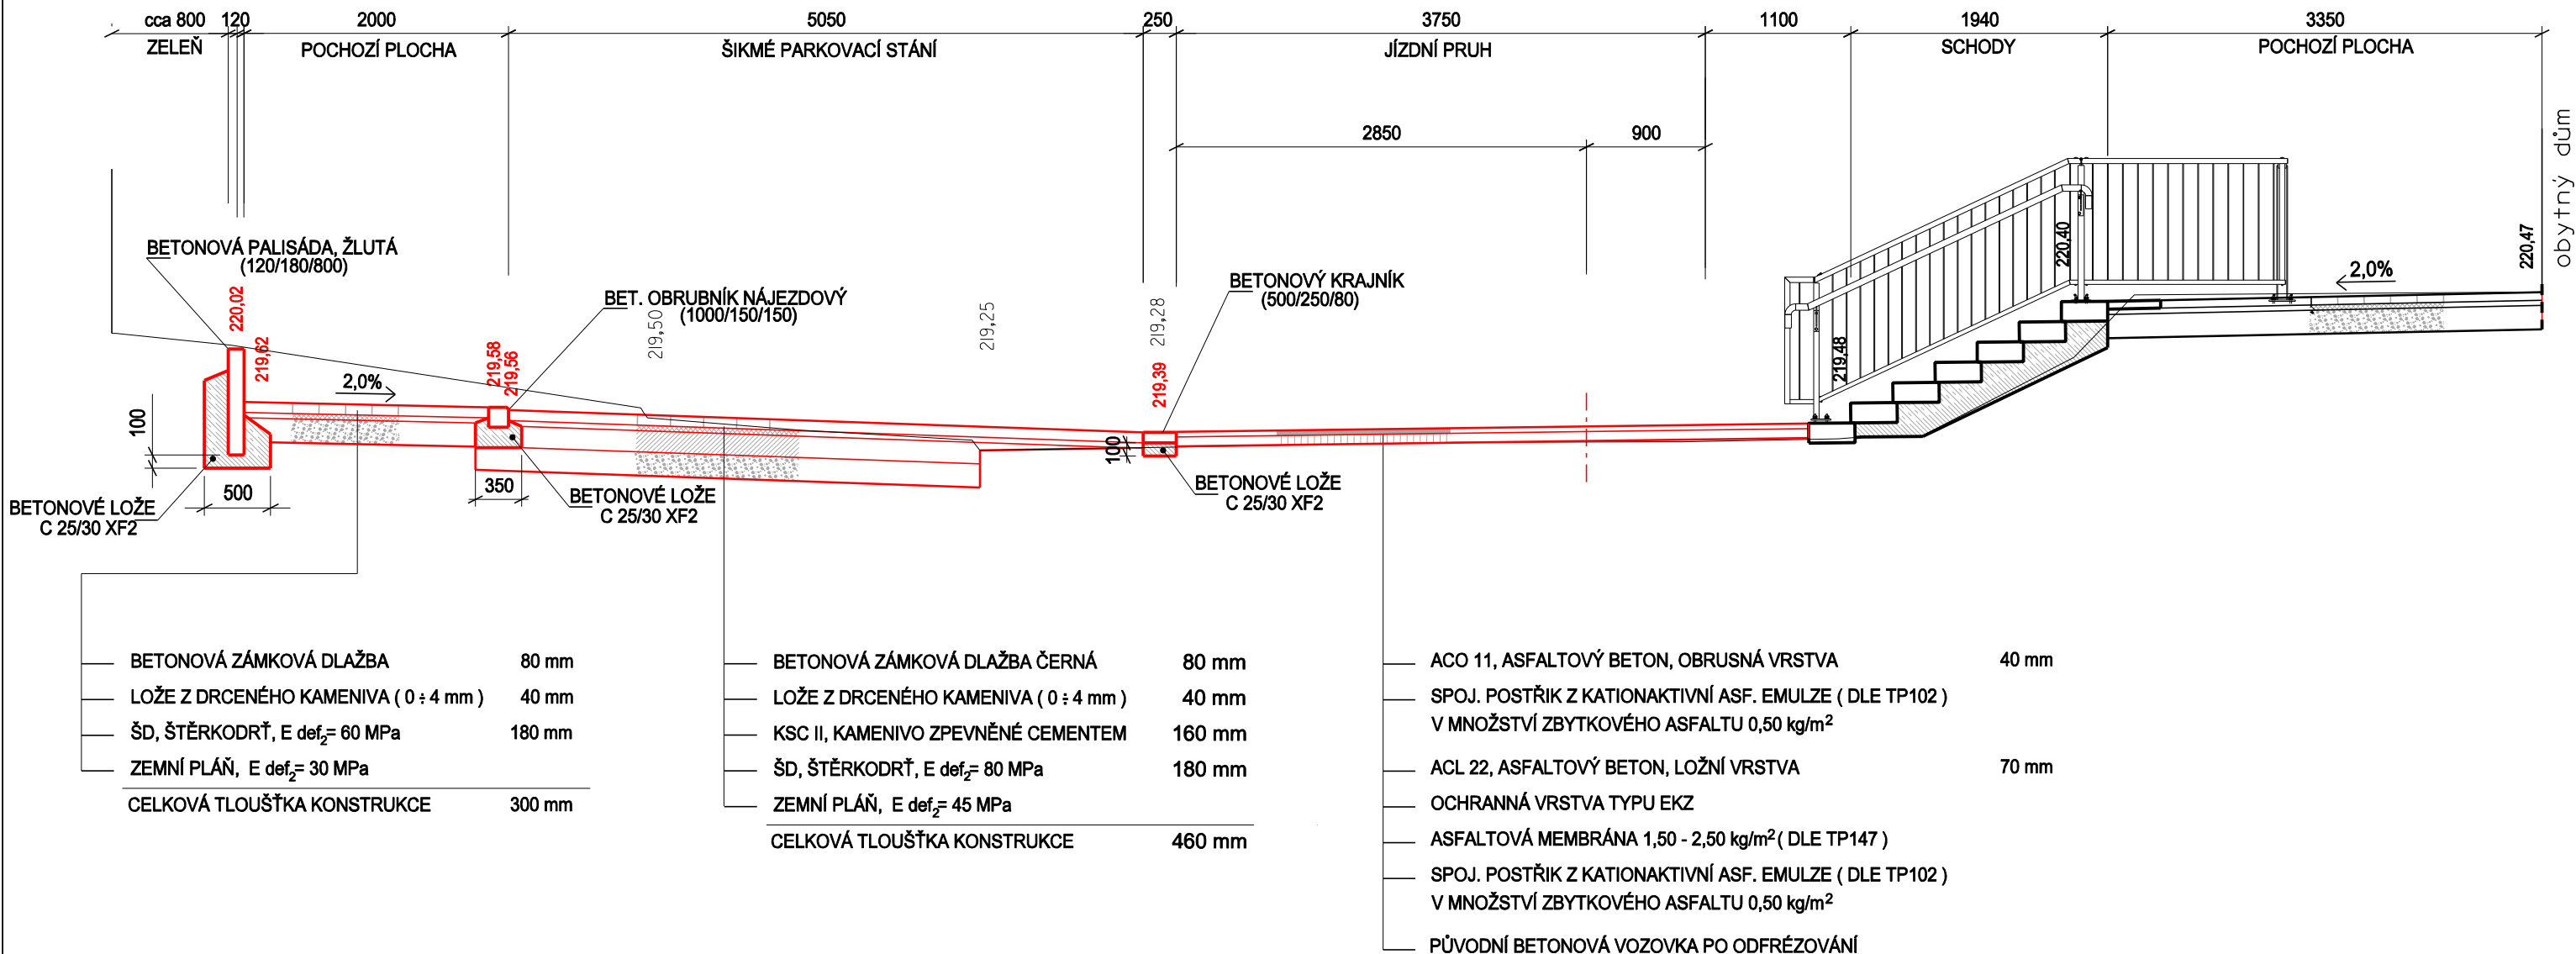 cca 800 120 2000 5050 250 3750 1100 1940 3350
ZELEŇ POCHOZÍ PLOCHA ŠIKMÉ PARKOVACÍ STÁNÍ JÍZDNÍ PRUH SCHODY POCHOZÍ PLOCHA
2850 900
obytný dům
BETONOVÁ PALISÁDA, ŽLUTÁ
(120/180/800)
220,02
219,62
2,0%
BET. OBRUBNÍK NÁJEZDOVÝ
(1000/150/150)
219,58
219,56
219,50
219,25
219,28
219,39
BETONOVÝ KRAJNÍK
(500/250/80)
219,48
220,40
2,0%
220,47
100
500
350
100
BETONOVÉ LOŽE
C 25/30 XF2
BETONOVÉ LOŽE
C 25/30 XF2
BETONOVÉ LOŽE
C 25/30 XF2
BETONOVÁ ZÁMKOVÁ DLAŽBA 80 mm
LOŽE Z DRCENÉHO KAMENIVA ( 0 ÷ 4 mm ) 40 mm
ŠD, ŠTĚRKODRŤ, E def₂= 60 MPa 180 mm
ZEMNÍ PLÁŇ, E def₂= 30 MPa
CELKOVÁ TLOUŠŤKA KONSTRUKCE 300 mm
BETONOVÁ ZÁMKOVÁ DLAŽBA ČERNÁ 80 mm
LOŽE Z DRCENÉHO KAMENIVA ( 0 ÷ 4 mm ) 40 mm
KSC II, KAMENIVO ZPEVNĚNÉ CEMENTEM 160 mm
ŠD, ŠTĚRKODRŤ, E def₂= 80 MPa 180 mm
ZEMNÍ PLÁŇ, E def₂= 45 MPa
CELKOVÁ TLOUŠŤKA KONSTRUKCE 460 mm
ACO 11, ASFALTOVÝ BETON, OBRUSNÁ VRSTVA 40 mm
SPOJ. POSTŘIK Z KATIONAKTIVNÍ ASF. EMULZE ( DLE TP102 )
V MNOŽSTVÍ ZBYTKOVÉHO ASFALTU 0,50 kg/m²
ACL 22, ASFALTOVÝ BETON, LOŽNÍ VRSTVA 70 mm
OCHRANNÁ VRSTVA TYPU EKZ
ASFALTOVÁ MEMBRÁNA 1,50 - 2,50 kg/m² ( DLE TP147 )
SPOJ. POSTŘIK Z KATIONAKTIVNÍ ASF. EMULZE ( DLE TP102 )
V MNOŽSTVÍ ZBYTKOVÉHO ASFALTU 0,50 kg/m²
PŮVODNÍ BETONOVÁ VOZOVKA PO ODFRÉZOVÁNÍ